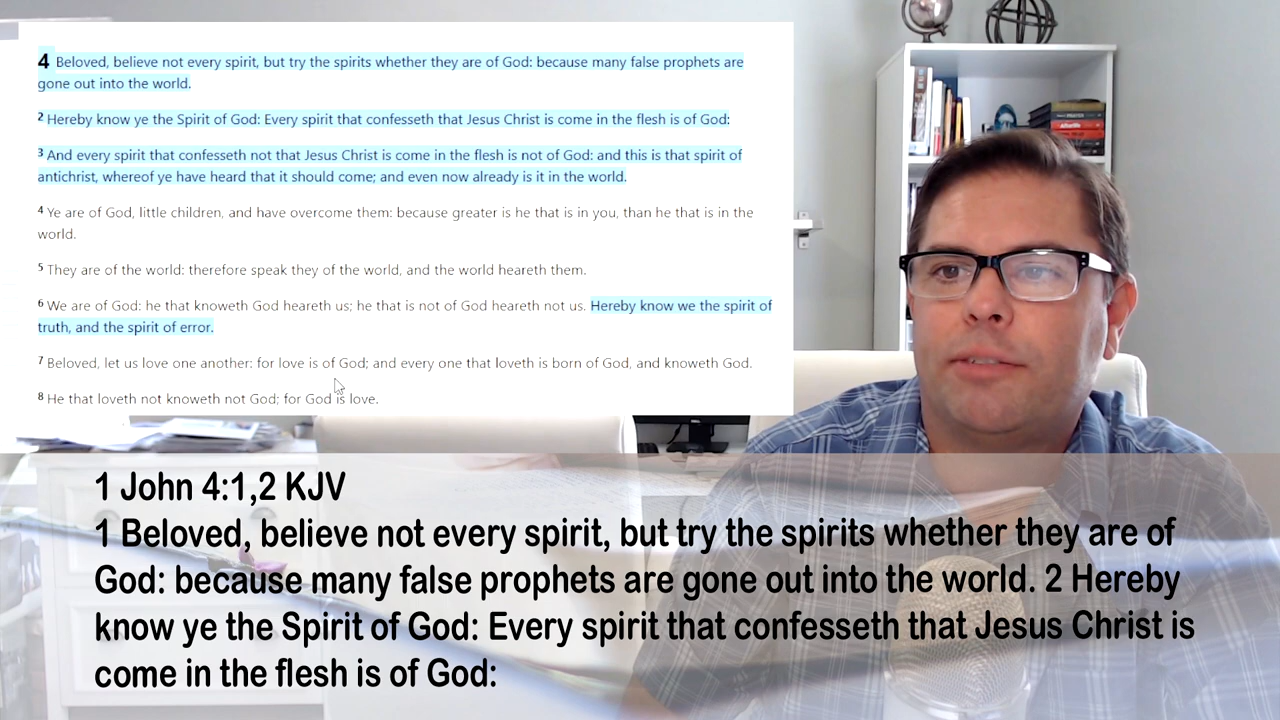 4 Beloved, believe not every spirit, but try the spirits whether they are of God: because many false prophets are
gone out into the world.
2 Hereby know ye the Spirit of God: Every spirit that confesseth that Jesus Christ is come in the flesh is of God:
3 And every spirit that confesseth not that Jesus Christ is come in the flesh is not of God: and this is that spirit of
antichrist, whereof ye have heard that it should come; and even now already is it in the world.
4 Ye are of God, little children, and have overcome them: because greater is he that is in you, than he that is in the
world.
5 They are of the world: therefore speak they of the world, and the world heareth them.
6 We are of God: he that knoweth God heareth us; he that is not of God heareth not us. Hereby know we the spirit of
truth, and the spirit of error.
7 Beloved, let us love one another: for love is of God; and every one that loveth is born of God, and knoweth God.
8 He that loveth not knoweth not God; for God is love.
1 John 4:1,2 KJV
1 Beloved, believe not every spirit, but try the spirits whether they are of
God: because many false prophets are gone out into the world. 2 Hereby
know ye the Spirit of God: Every spirit that confesseth that Jesus Christ is
come in the flesh is of God: